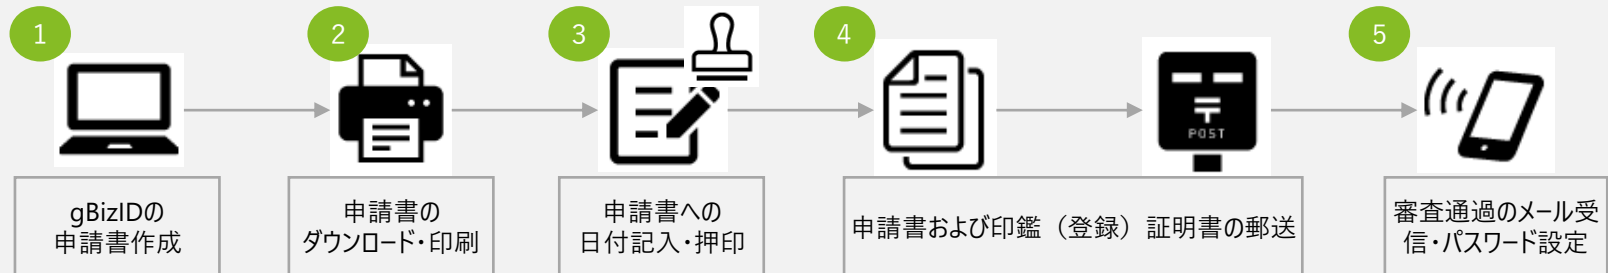 1
gBizIDの
申請書作成
2
申請書の
ダウンロード・印刷
3
申請書への
日付記入・押印
4
〒
POST
申請書および印鑑（登録）証明書の郵送
5
審査通過のメール受
信・パスワード設定